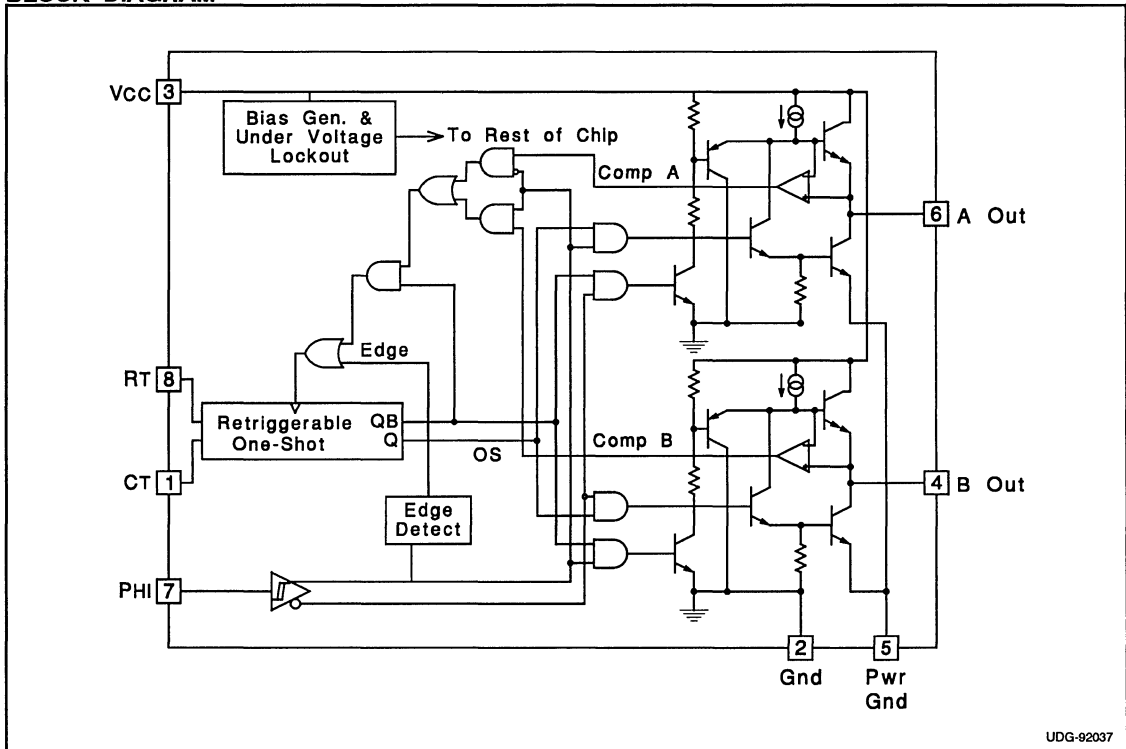 BLOCK DIAGRAM
VCC 3
Bias Gen. &
Under Voltage
Lockout
To Rest of Chip
Comp A
6 A Out
Edge
RT 8
Retriggerable
One-Shot
QB
Q
OS
Comp B
CT 1
4 B Out
Edge
Detect
PHI 7
2
Gnd
5
Pwr
Gnd
UDG-92037